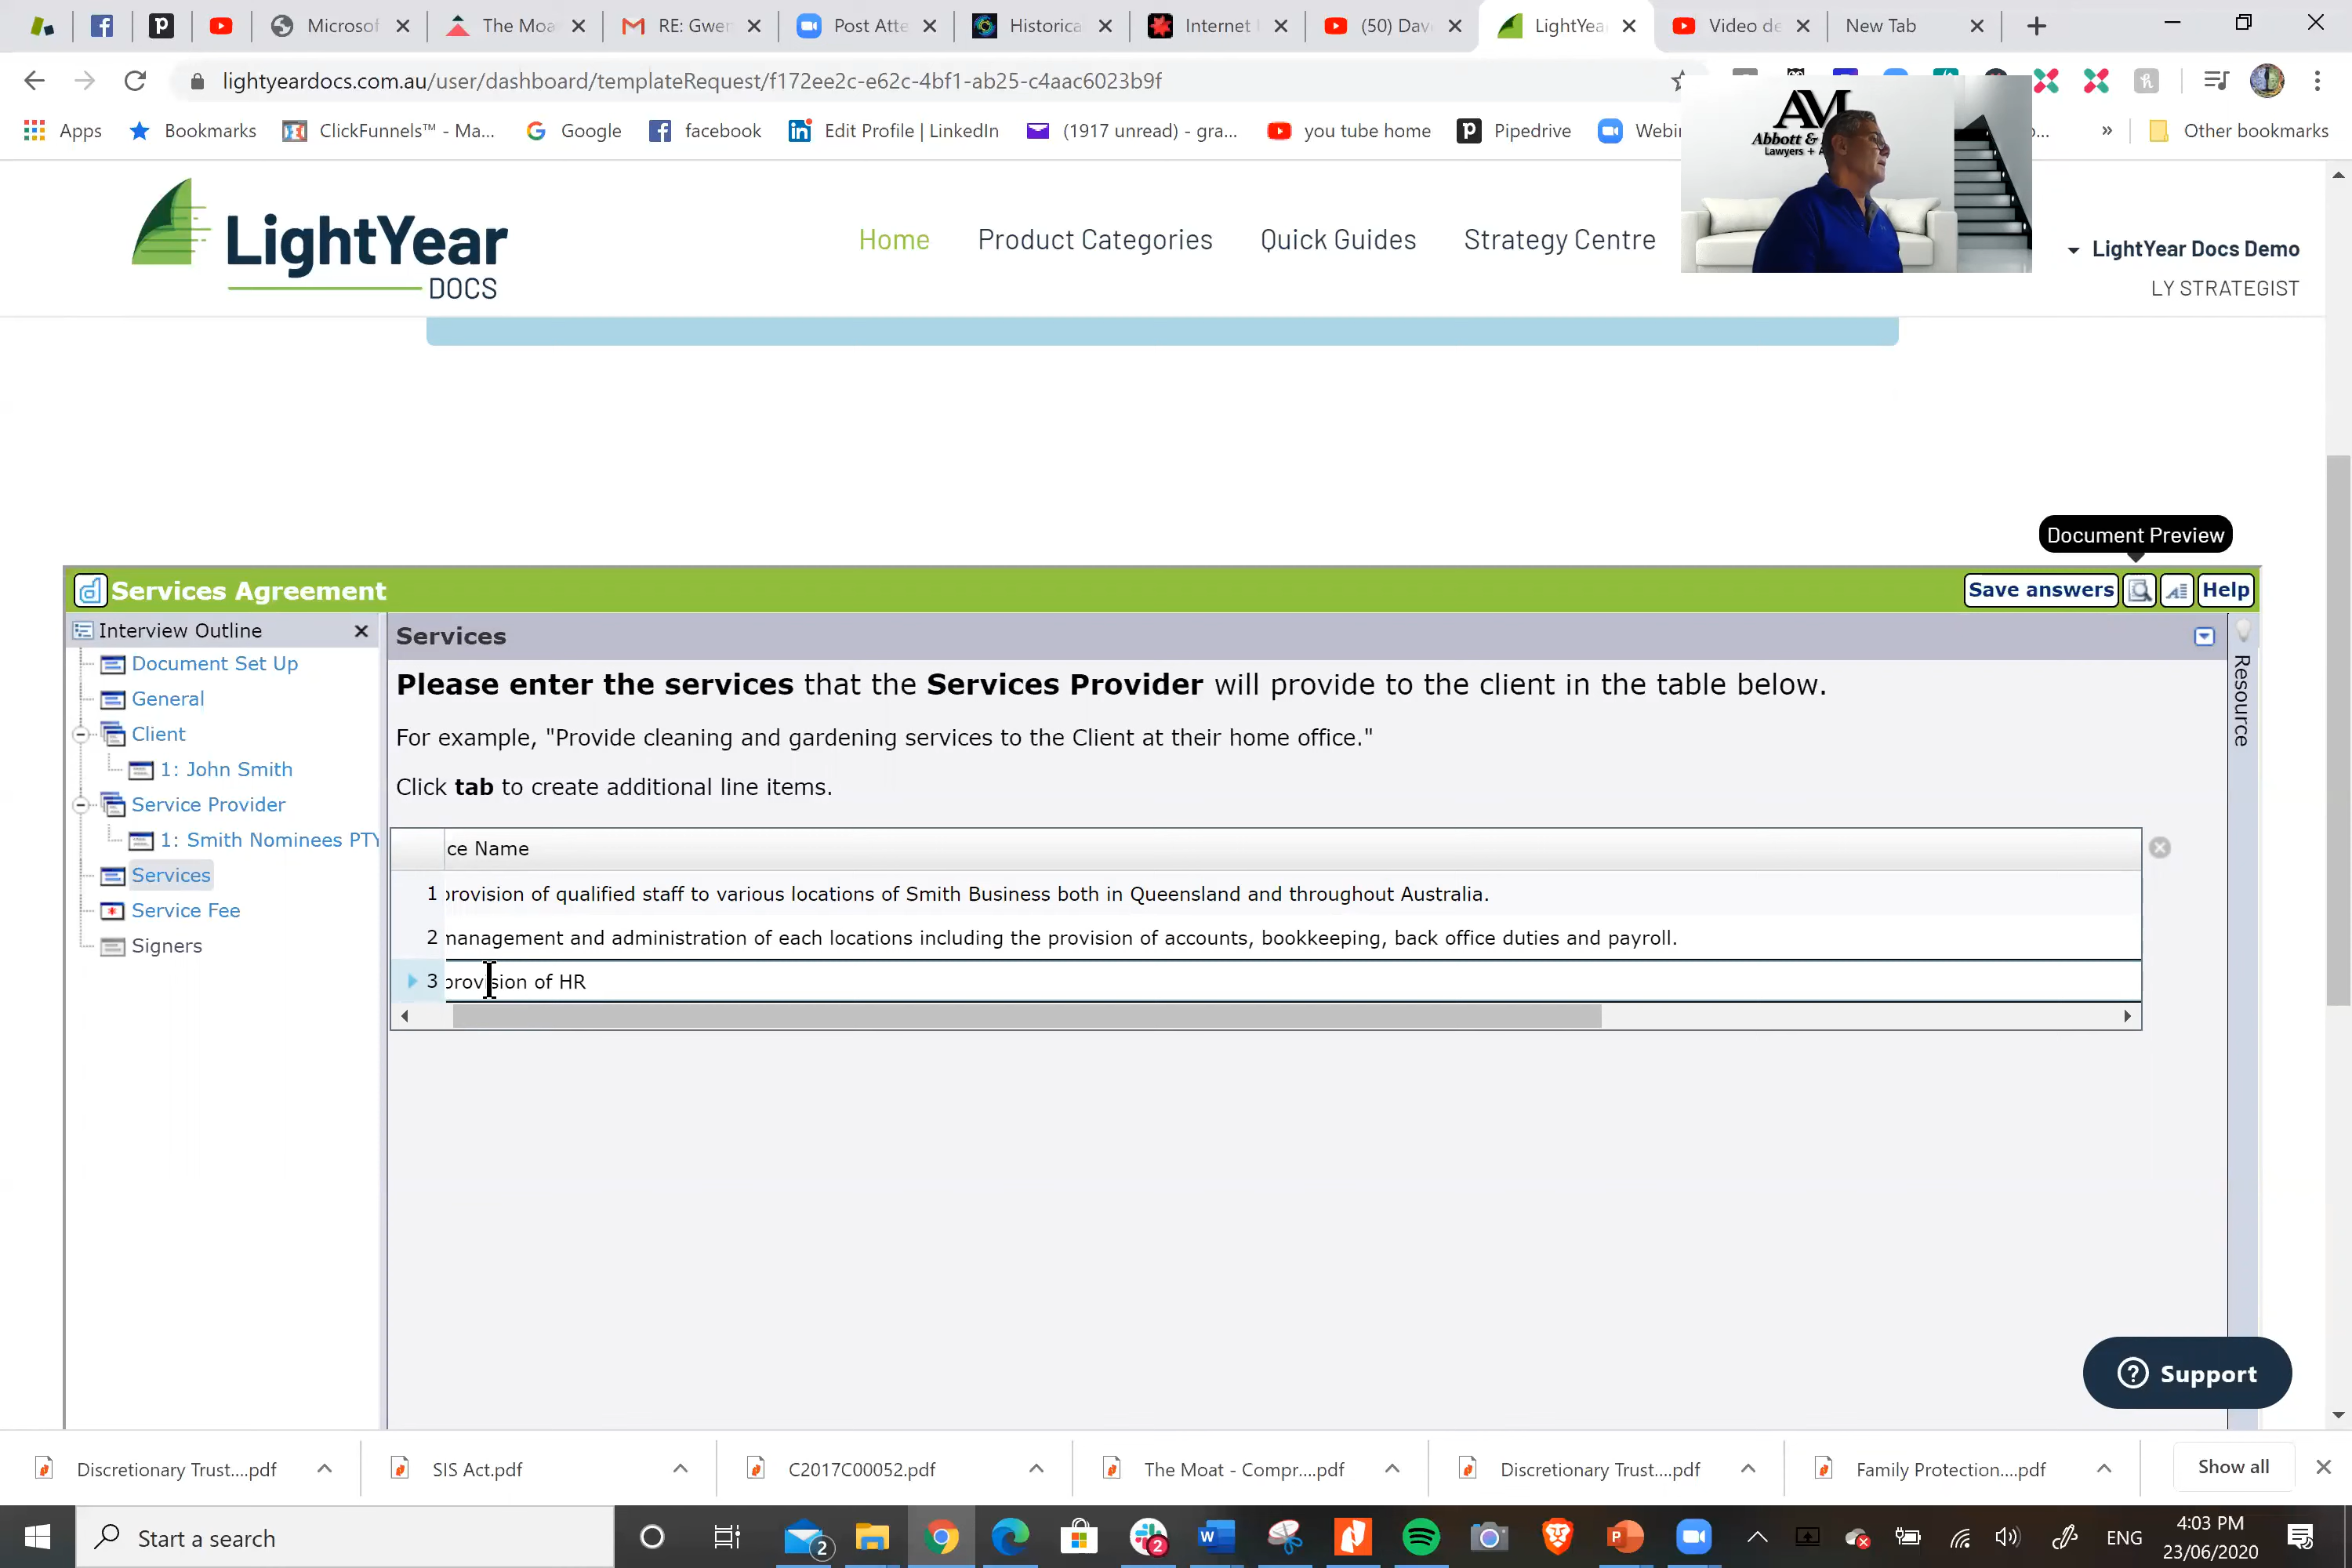 Microsof
The Moa
RE: Gwen
Post Atte
Historica
Internet
(50) Dav
LightYea
Video de
New Tab
lightyeardocs.com.au/user/dashboard/templateRequest/f172ee2c-e62c-4bf1-ab25-c4aac6023b9f
Apps
Bookmarks
ClickFunnels™ - Ma...
Google
facebook
Edit Profile | LinkedIn
(1917 unread) - gra...
you tube home
Pipedrive
Webi
»
Other bookmarks
AM
Abbott &
Lawyers +
LightYear
DOCS
Home
Product Categories
Quick Guides
Strategy Centre
LightYear Docs Demo
LY STRATEGIST
Document Preview
Services Agreement
Save answers
Help
Interview Outline
Document Set Up
General
Client
1: John Smith
Service Provider
1: Smith Nominees PTY
Services
Service Fee
Signers
Services
Please enter the services that the Services Provider will provide to the client in the table below.
For example, "Provide cleaning and gardening services to the Client at their home office."
Click tab to create additional line items.
ce Name
1 provision of qualified staff to various locations of Smith Business both in Queensland and throughout Australia.
2 management and administration of each locations including the provision of accounts, bookkeeping, back office duties and payroll.
3 provision of HR
Resource
Support
Discretionary Trust....pdf
SIS Act.pdf
C2017C00052.pdf
The Moat - Compr....pdf
Discretionary Trust....pdf
Family Protection....pdf
Show all
Start a search
2
2
ENG
4:03 PM
23/06/2020